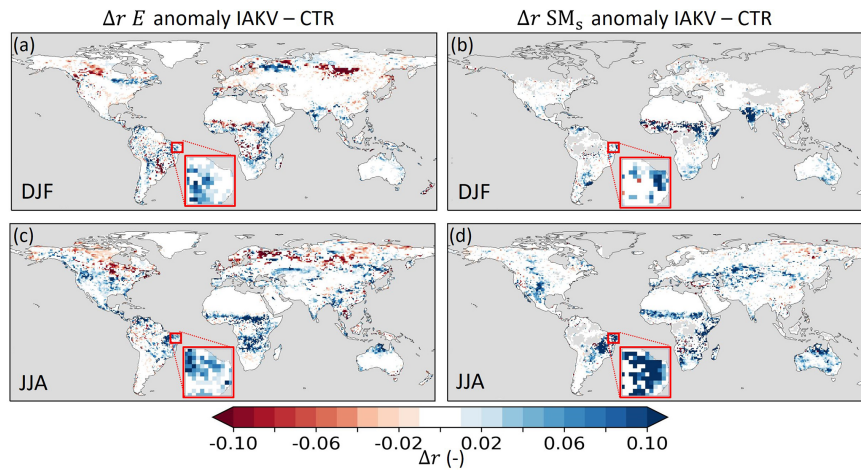 Δr E anomaly IAKV – CTR
Δr SMₛ anomaly IAKV – CTR
(a)
DJF
(b)
DJF
(c)
JJA
(d)
JJA
-0.10 -0.06 -0.02 0.02 0.06 0.10
Δr (-)